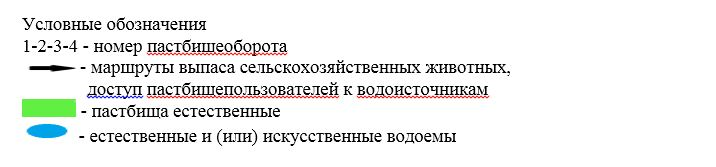 Условные обозначения
1-2-3-4 - номер пастбищеоборота
- маршруты выпаса сельскохозяйственных животных,
доступ пастбищепользователей к водоисточникам
- пастбища естественные
- естественные и (или) искусственные водоемы